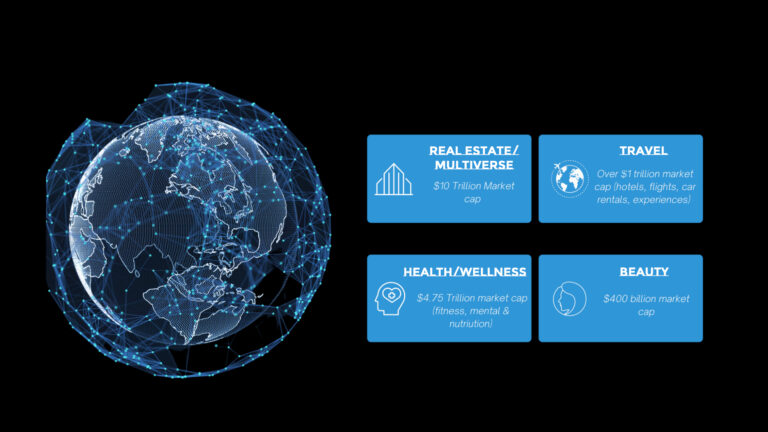 REAL ESTATE/
MULTIVERSE
$10 Trillion Market
cap
TRAVEL
Over $1 trillion market
cap (hotels, flights, car
rentals, experiences)
HEALTH/WELLNESS
$4.75 Trillion market cap
(fitness, mental &
nutriution)
BEAUTY
$400 billion market
cap